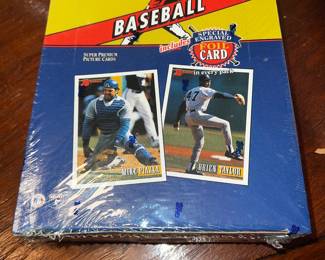 BASEBALL
includes
SPECIAL
ENGRAVED
FOIL
CARD
in every pack
SUPER PREMIUM
PICTURE CARDS
MIKE PIAZZA
BRIEN TAYLOR